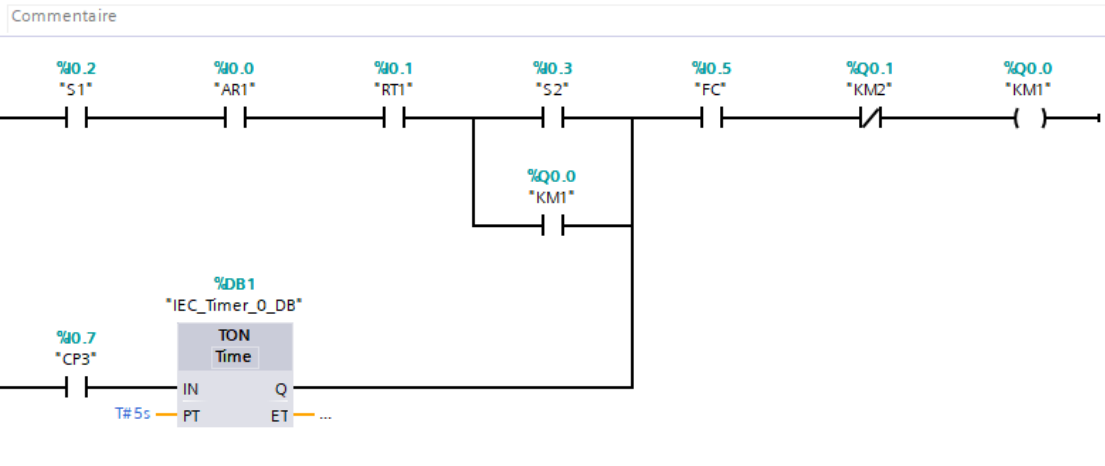 Commentaire
%I0.2 %I0.0 %I0.1 %I0.3 %I0.5 %Q0.1 %Q0.0
"S1" "AR1" "RT1" "S2" "FC" "KM2" "KM1"
%Q0.0
"KM1"
%DB1
"IEC_Timer_0_DB"
TON
Time
%I0.7
"CP3"
IN Q
T#5s PT ET ...